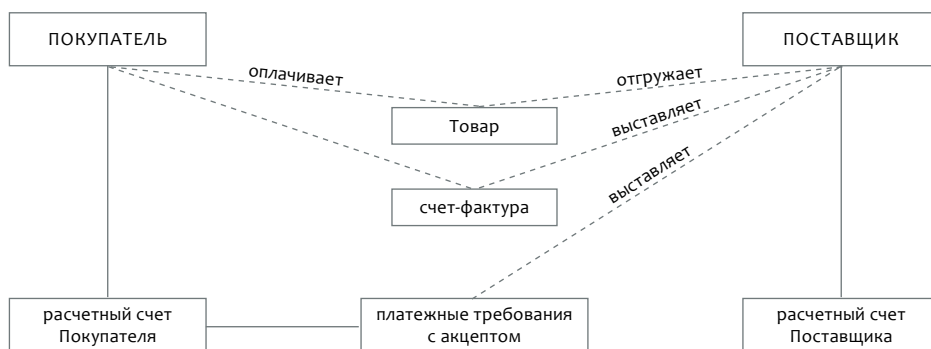 ПОКУПАТЕЛЬ
ПОСТАВЩИК
оплачивает
отгружает
Товар
выставляет
выставляет
счет-фактура
расчетный счет
Покупателя
платежные требования
с акцептом
расчетный счет
Поставщика